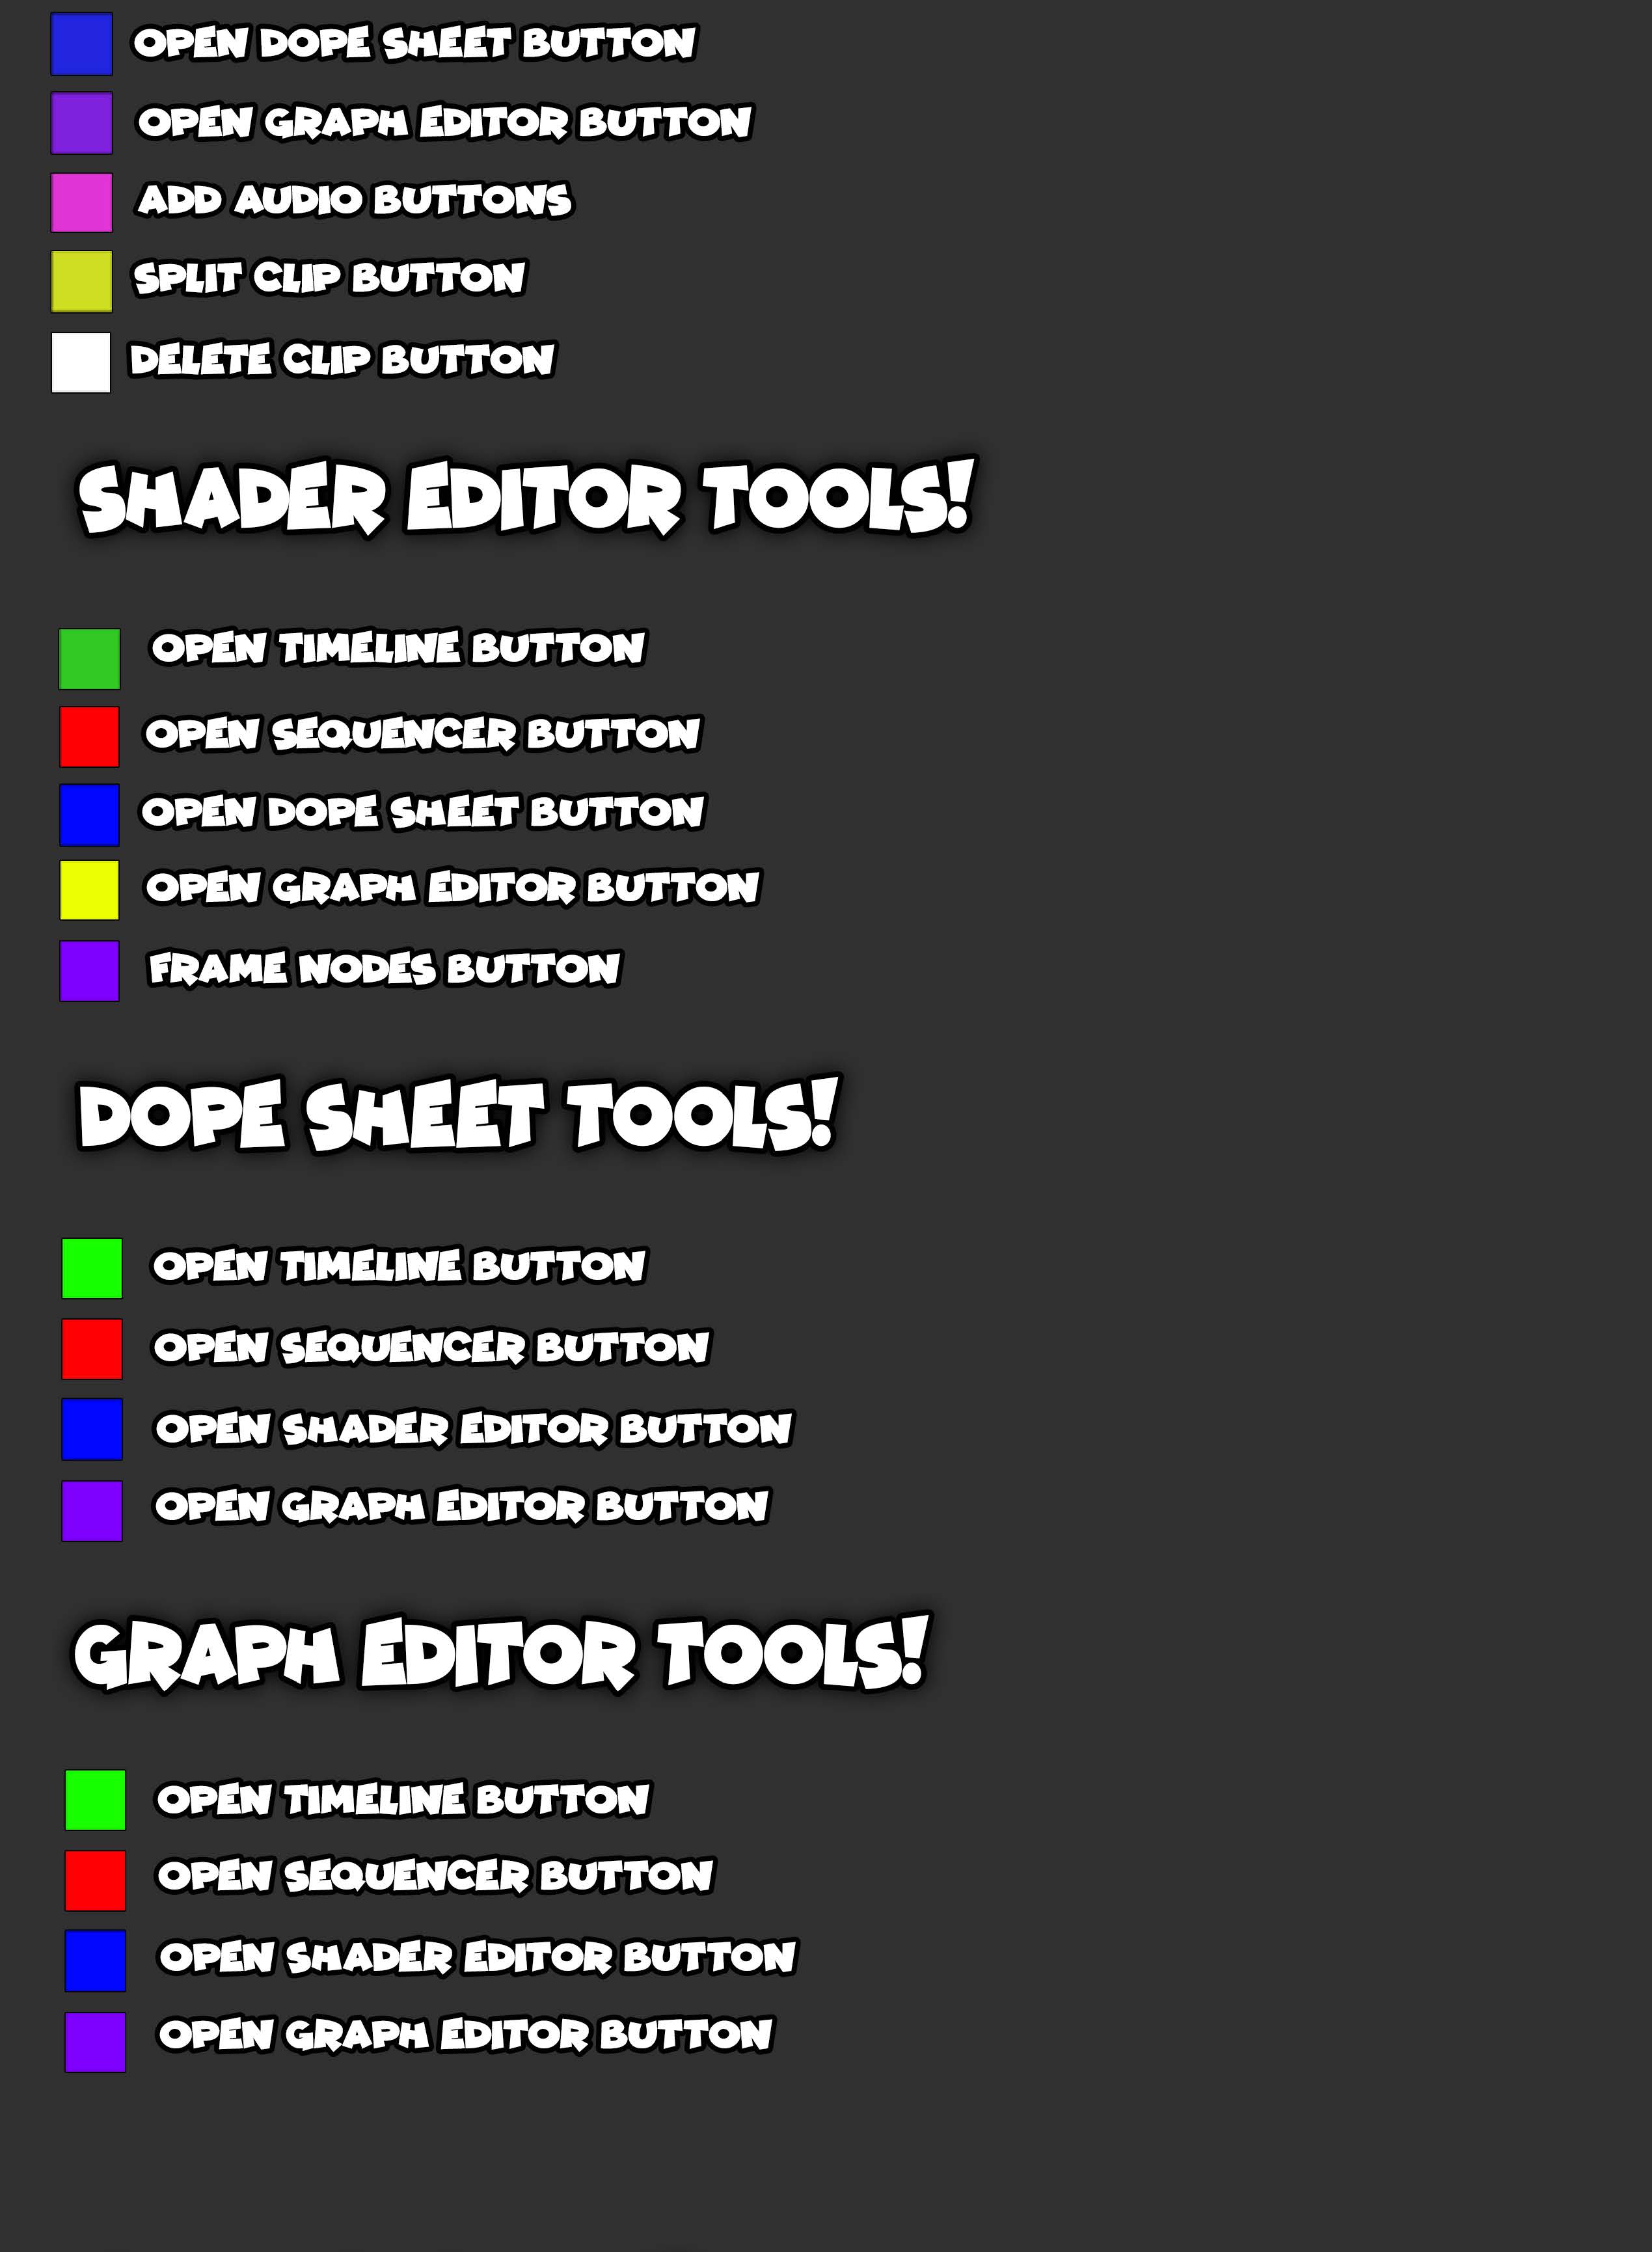 OPEN DOPE SHEET BUTTON
OPEN GRAPH EDITOR BUTTON
ADD AUDIO BUTTONS
SPLIT CLIP BUTTON
DELETE CLIP BUTTON
SHADER EDITOR TOOLS!
OPEN TIMELINE BUTTON
OPEN SEQUENCER BUTTON
OPEN DOPE SHEET BUTTON
OPEN GRAPH EDITOR BUTTON
FRAME NODES BUTTON
DOPE SHEET TOOLS!
OPEN TIMELINE BUTTON
OPEN SEQUENCER BUTTON
OPEN SHADER EDITOR BUTTON
OPEN GRAPH EDITOR BUTTON
GRAPH EDITOR TOOLS!
OPEN TIMELINE BUTTON
OPEN SEQUENCER BUTTON
OPEN SHADER EDITOR BUTTON
OPEN GRAPH EDITOR BUTTON